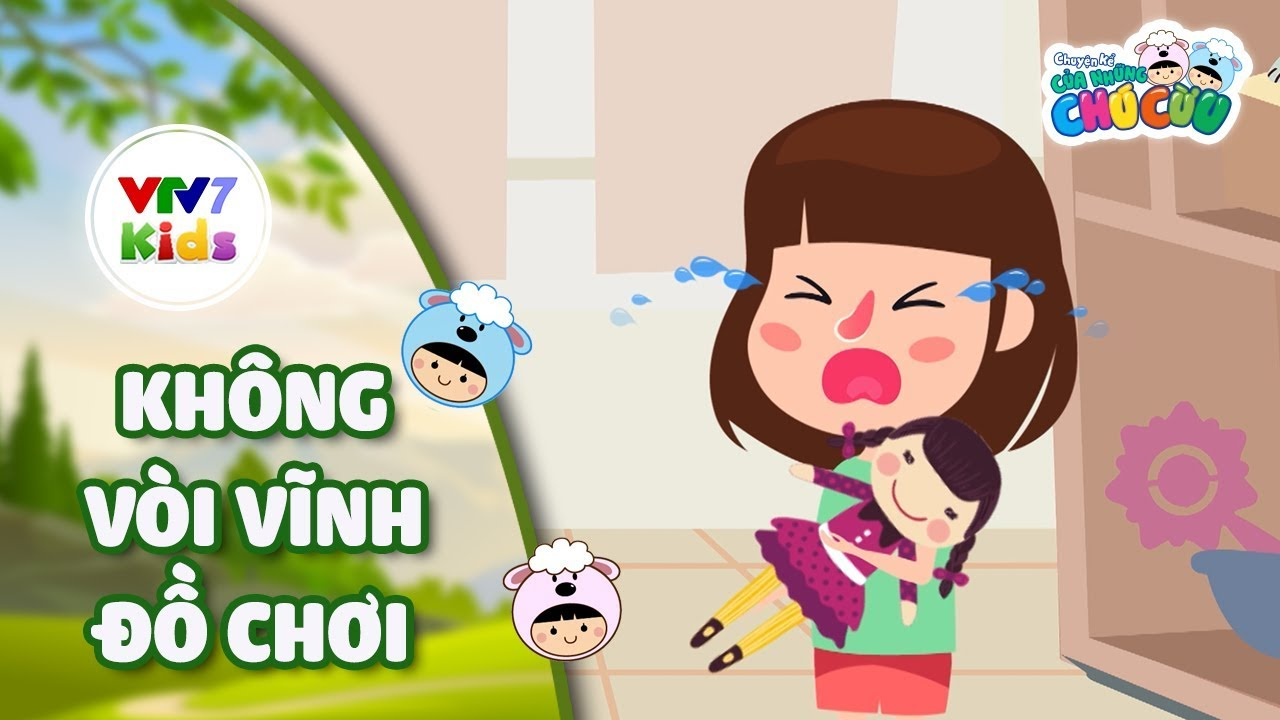 VTV7
Kids
KHÔNG
VÒI VĨNH
ĐỒ CHƠI
Chuyện kể
CỦA NHỮNG
CHÚ CỪU